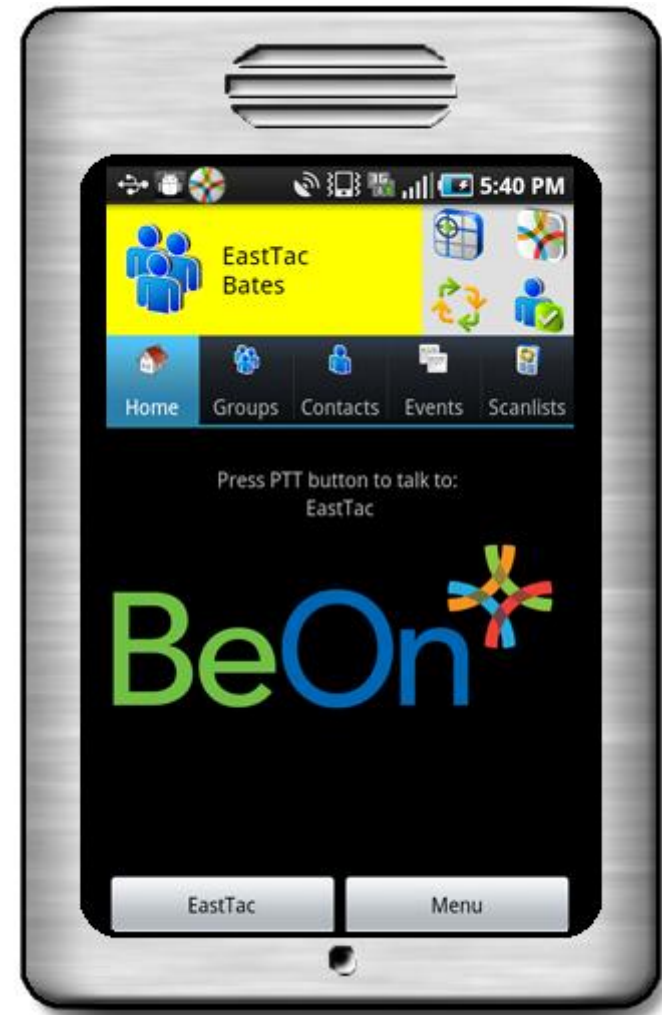 5:40 PM
EastTac
Bates
Home Groups Contacts Events Scanlists
Press PTT button to talk to:
EastTac
BeOn
EastTac Menu